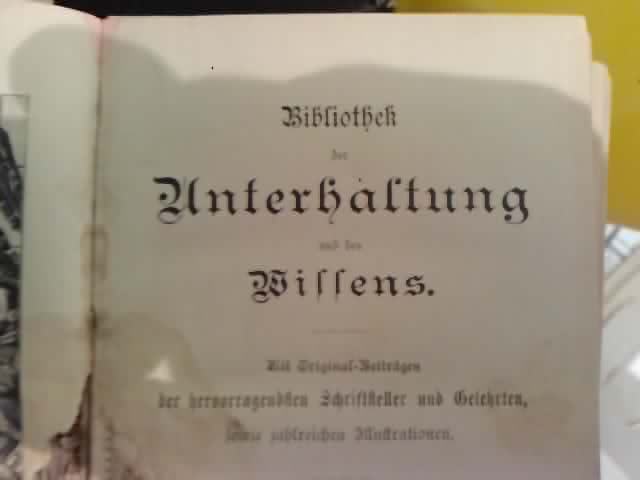 Bibliothek
der
Unterhaltung
und des
Wissens.
Mit Original-Beiträgen
der hervorragendsten Schriftsteller und Gelehrten,
sowie zahlreichen Illustrationen.